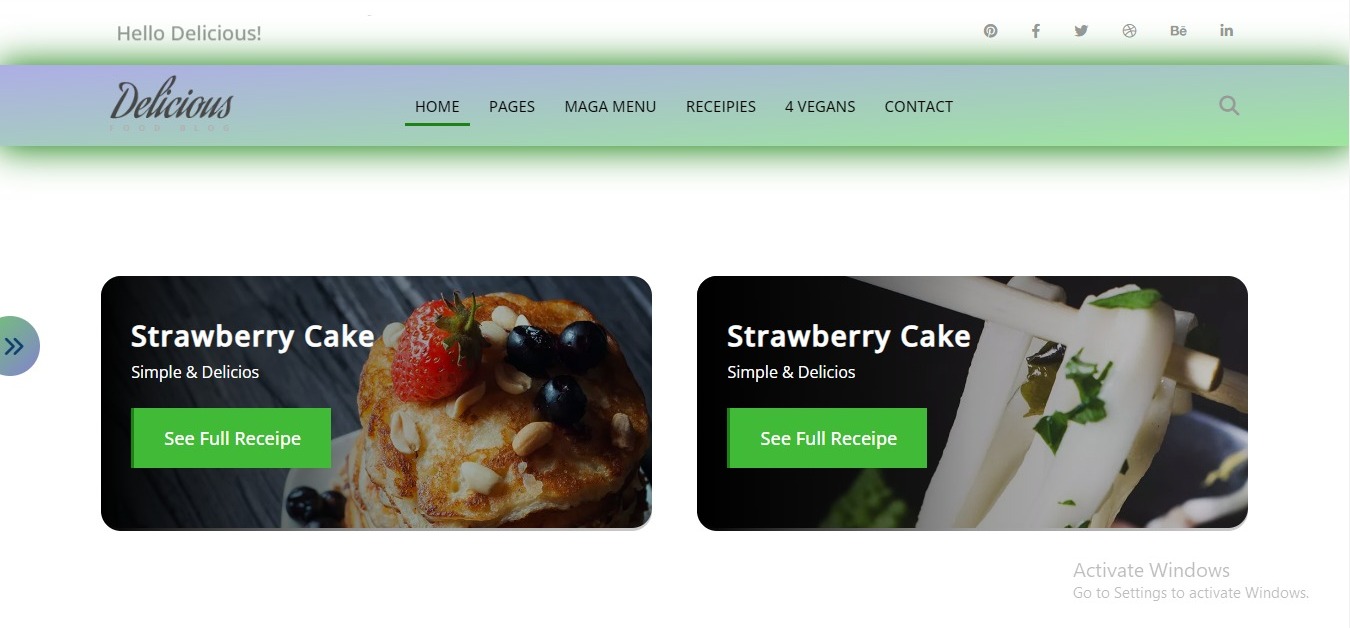 Hello Delicious!
Bē
in
Delicious
FOOD BLOG
HOME PAGES MAGA MENU RECEIPIES 4 VEGANS CONTACT
Strawberry Cake
Simple & Delicios
See Full Receipe
Strawberry Cake
Simple & Delicios
See Full Receipe
Activate Windows
Go to Settings to activate Windows.